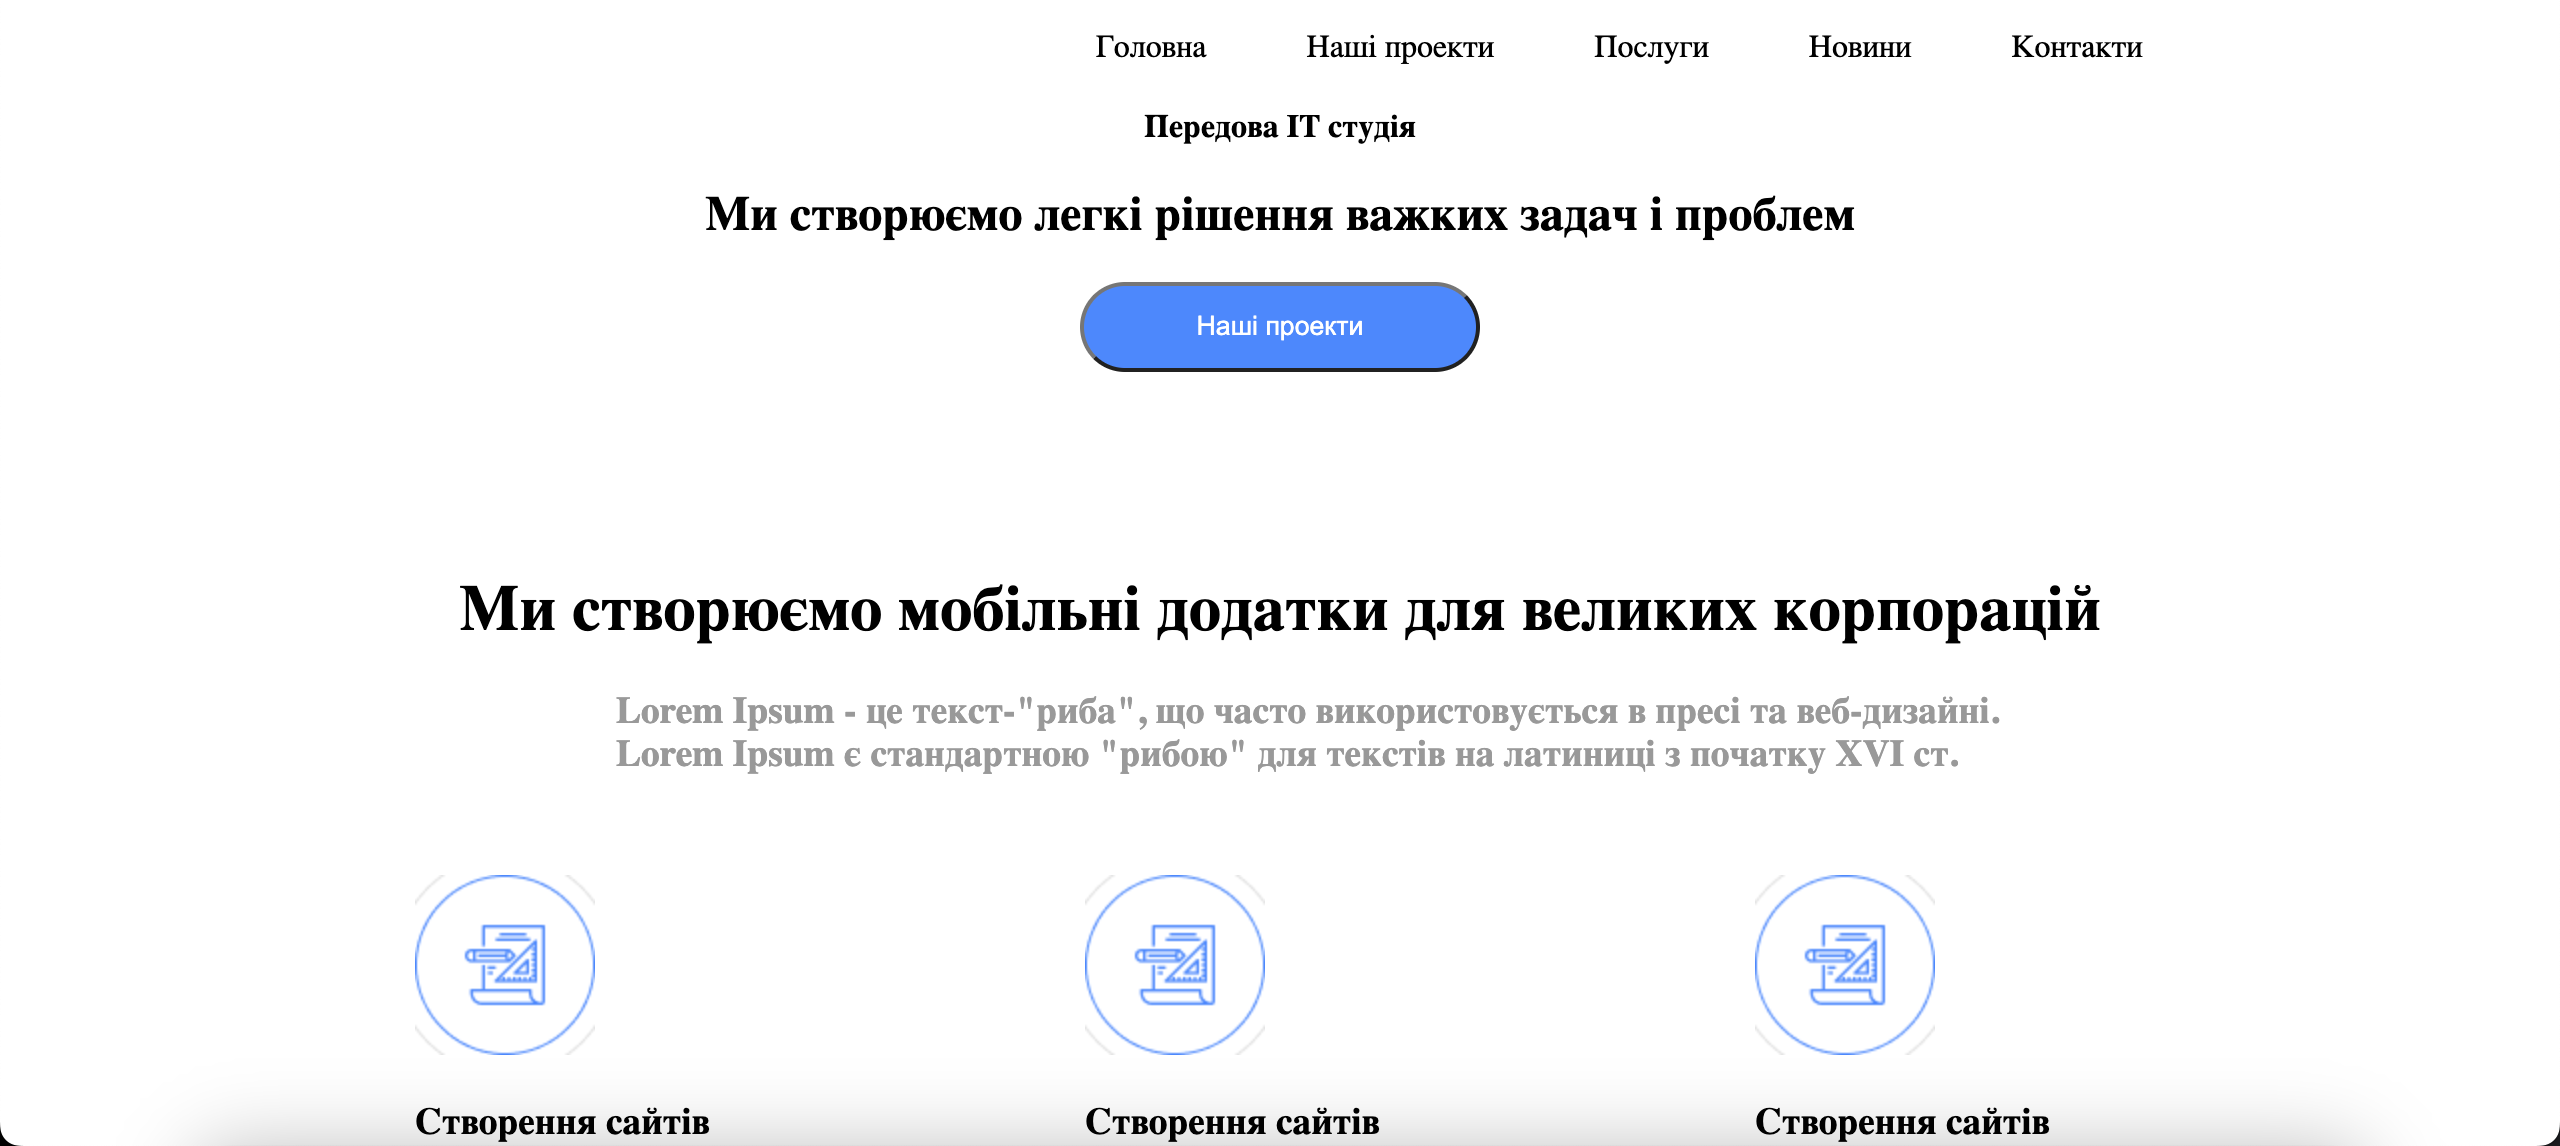 Головна Наші проекти Послуги Новини Контакти
Передова IT студія
Ми створюємо легкі рішення важких задач і проблем
Наші проекти
Ми створюємо мобільні додатки для великих корпорацій
Lorem Ipsum - це текст-"риба", що часто використовується в пресі та веб-дизайні.
Lorem Ipsum є стандартною "рибою" для текстів на латиниці з початку XVI ст.
Створення сайтів Створення сайтів Створення сайтів